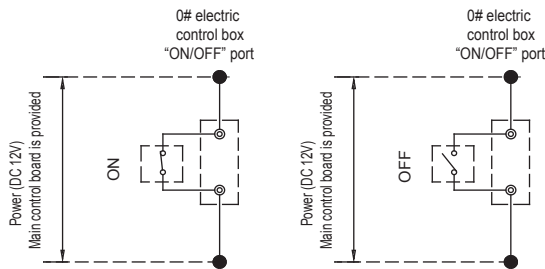 0# electric
control box
“ON/OFF” port
Power (DC 12V)
Main control board is provided
ON
0# electric
control box
“ON/OFF” port
Power (DC 12V)
Main control board is provided
OFF